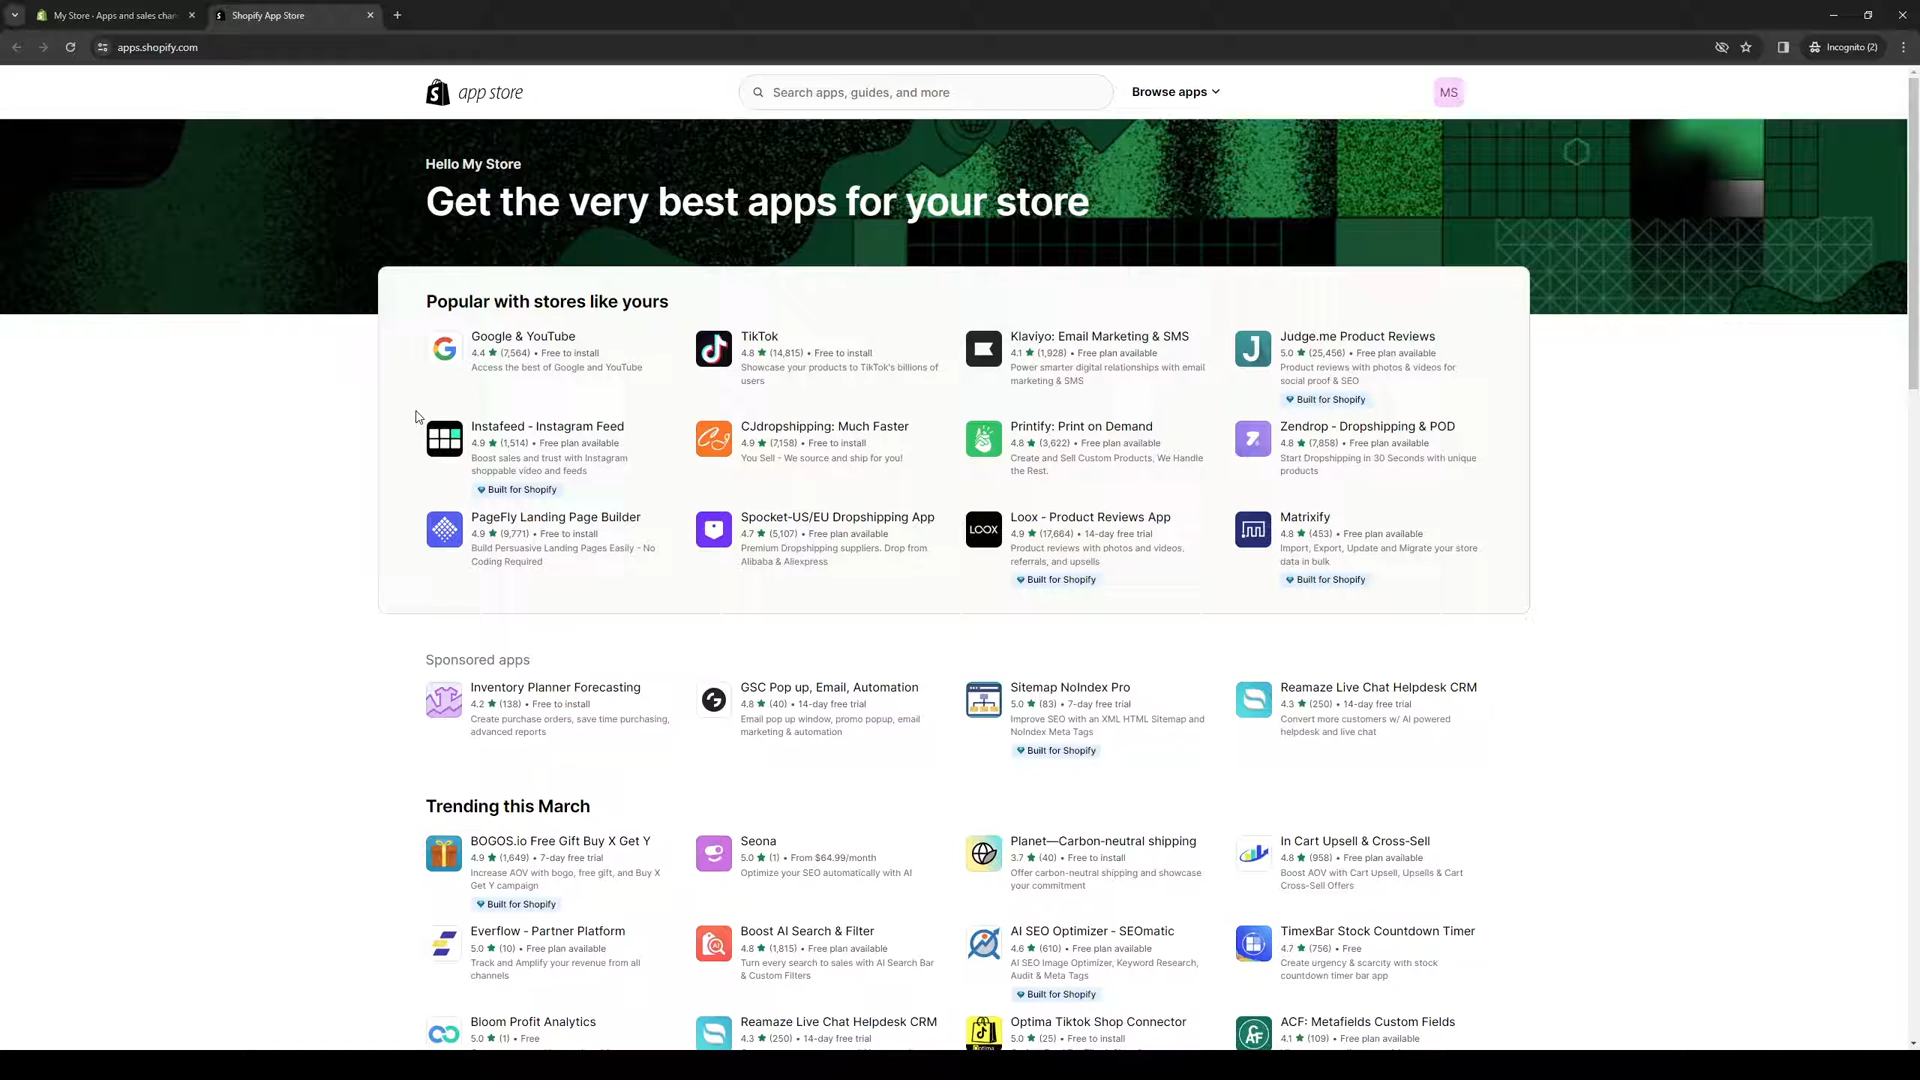 My Store · Apps and sales chan
Shopify App Store
apps.shopify.com
Incognito (2)
app store
Search apps, guides, and more
Browse apps
MS
Hello My Store
Get the very best apps for your store
Popular with stores like yours
Google & YouTube
4.4 ★ (7,564) • Free to install
Access the best of Google and YouTube
TikTok
4.8 ★ (14,815) • Free to install
Showcase your products to TikTok's billions of
users
Klaviyo: Email Marketing & SMS
4.1 ★ (1,928) • Free plan available
Power smarter digital relationships with email
marketing & SMS
J
Judge.me Product Reviews
5.0 ★ (25,456) • Free plan available
Product reviews with photos & videos for
social proof & SEO
Built for Shopify
Instafeed - Instagram Feed
4.9 ★ (1,514) • Free plan available
Boost sales and trust with Instagram
shoppable video and feeds
Built for Shopify
CJdropshipping: Much Faster
4.9 ★ (7,158) • Free to install
You Sell - We source and ship for you!
Printify: Print on Demand
4.8 ★ (3,622) • Free plan available
Create and Sell Custom Products, We Handle
the Rest.
Zendrop - Dropshipping & POD
4.8 ★ (7,858) • Free plan available
Start Dropshipping in 30 Seconds with unique
products
PageFly Landing Page Builder
4.9 ★ (9,771) • Free to install
Build Persuasive Landing Pages Easily - No
Coding Required
Spocket-US/EU Dropshipping App
4.7 ★ (5,107) • Free plan available
Premium Dropshipping suppliers. Drop from
Alibaba & Aliexpress
LOOX
Loox - Product Reviews App
4.9 ★ (17,664) • 14-day free trial
Product reviews with photos and videos,
referrals, and upsells
Built for Shopify
Matrixify
4.8 ★ (453) • Free plan available
Import, Export, Update and Migrate your store
data in bulk
Built for Shopify
Sponsored apps
Inventory Planner Forecasting
4.2 ★ (138) • Free to install
Create purchase orders, save time purchasing,
advanced reports
GSC Pop up, Email, Automation
4.8 ★ (40) • 14-day free trial
Email pop up window, promo popup, email
marketing & automation
Sitemap NoIndex Pro
5.0 ★ (83) • 7-day free trial
Improve SEO with an XML HTML Sitemap and
NoIndex Meta Tags
Built for Shopify
Reamaze Live Chat Helpdesk CRM
4.3 ★ (250) • 14-day free trial
Convert more customers w/ AI powered
helpdesk and live chat
Trending this March
BOGOS.io Free Gift Buy X Get Y
4.9 ★ (1,649) • 7-day free trial
Increase AOV with bogo, free gift, and Buy X
Get Y campaign
Built for Shopify
Seona
5.0 ★ (1) • From $64.99/month
Optimize your SEO automatically with AI
Planet—Carbon-neutral shipping
3.7 ★ (40) • Free to install
Offer carbon-neutral shipping and showcase
your commitment
In Cart Upsell & Cross-Sell
4.8 ★ (958) • Free plan available
Boost AOV with Cart Upsell, Upsells & Cart
Cross-Sell Offers
Everflow - Partner Platform
5.0 ★ (10) • Free plan available
Track and Amplify your revenue from all
channels
Boost AI Search & Filter
4.8 ★ (1,815) • Free plan available
Turn every search to sales with AI Search Bar
& Custom Filters
AI SEO Optimizer - SEOmatic
4.6 ★ (610) • Free plan available
AI SEO Image Optimizer, Keyword Research,
Audit & Meta Tags
Built for Shopify
TimexBar Stock Countdown Timer
4.7 ★ (756) • Free
Create urgency & scarcity with stock
countdown timer bar app
Bloom Profit Analytics
5.0 ★ (1) • Free
Reamaze Live Chat Helpdesk CRM
4.3 ★ (250) • 14-day free trial
Optima Tiktok Shop Connector
5.0 ★ (25) • Free to install
ACF: Metafields Custom Fields
4.1 ★ (109) • Free plan available